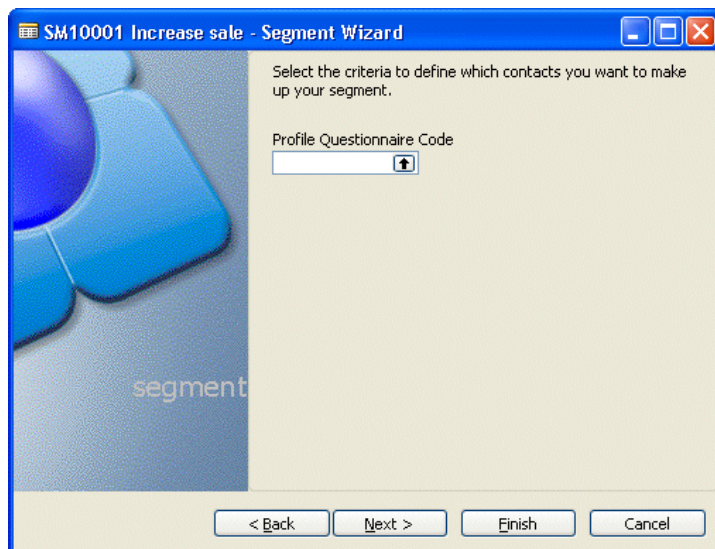 SM10001 Increase sale - Segment Wizard
Select the criteria to define which contacts you want to make
up your segment.
Profile Questionnaire Code
segment
< Back
Next >
Finish
Cancel